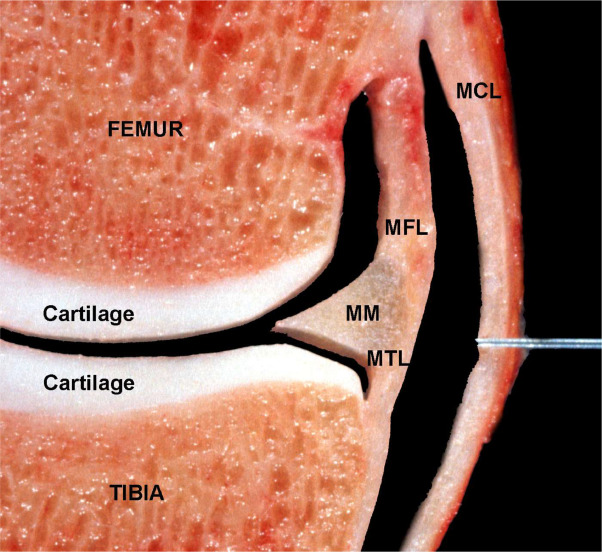 MCL
FEMUR
MFL
Cartilage
MM
MTL
Cartilage
TIBIA